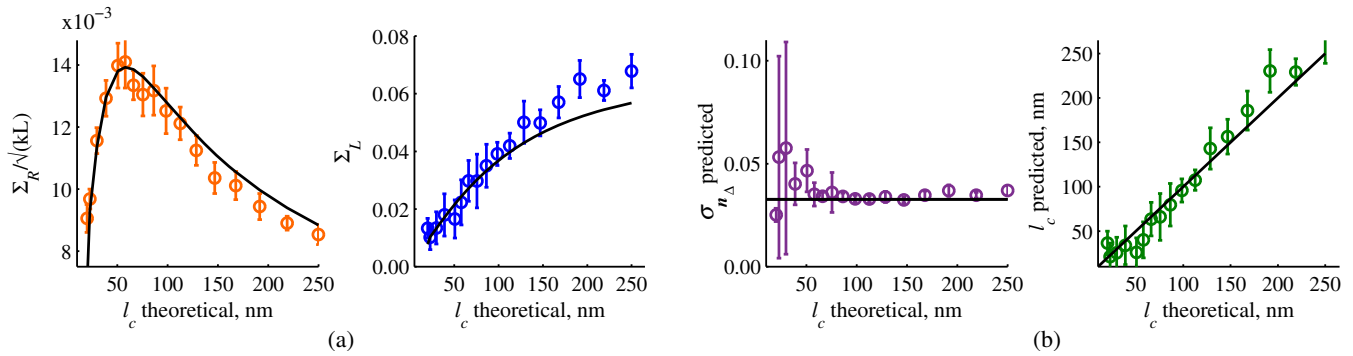 x10⁻³
14
12
10
8
Σ_R/√(kL)
50 100 150 200 250
l_c theoretical, nm
0.08
0.06
0.04
0.02
0.00
Σ_L
50 100 150 200 250
l_c theoretical, nm
(a)
0.10
0.05
0.00
σ_n_Δ predicted
50 100 150 200 250
l_c theoretical, nm
250
200
150
100
50
l_c predicted, nm
50 100 150 200 250
l_c theoretical, nm
(b)